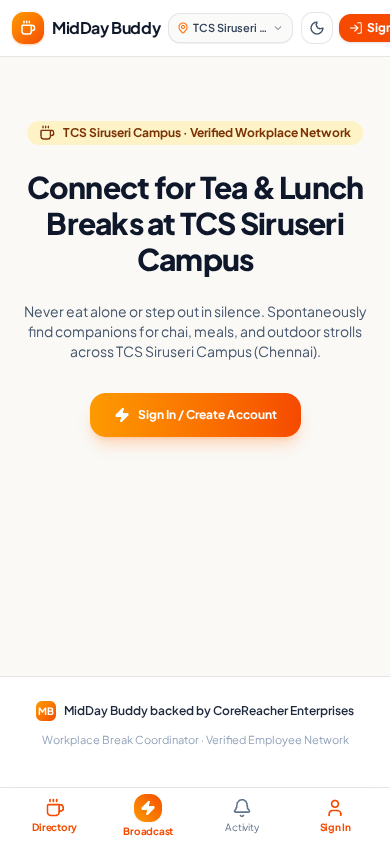 MidDay Buddy
TCS Siruseri ...
Sign
TCS Siruseri Campus · Verified Workplace Network
Connect for Tea & Lunch
Breaks at TCS Siruseri
Campus
Never eat alone or step out in silence. Spontaneously
find companions for chai, meals, and outdoor strolls
across TCS Siruseri Campus (Chennai).
Sign In / Create Account
MB MidDay Buddy backed by CoreReacher Enterprises
Workplace Break Coordinator · Verified Employee Network
Directory
Broadcast
Activity
Sign In